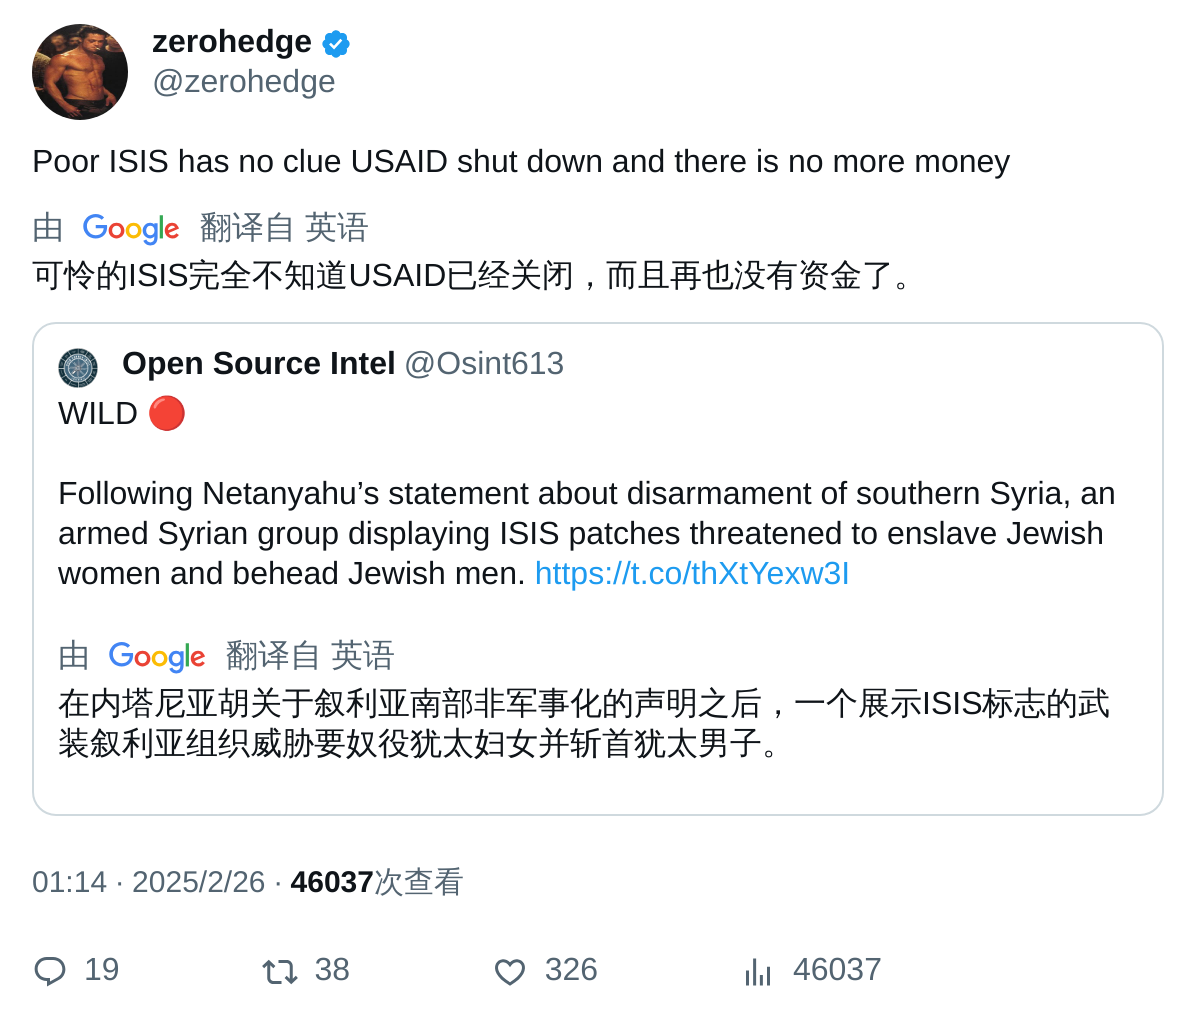 zerohedge
@zerohedge
Poor ISIS has no clue USAID shut down and there is no more money
由 Google 翻译自 英语
可怜的ISIS完全不知道USAID已经关闭，而且再也没有资金了。
Open Source Intel @Osint613
WILD 🔴
Following Netanyahu’s statement about disarmament of southern Syria, an
armed Syrian group displaying ISIS patches threatened to enslave Jewish
women and behead Jewish men. https://t.co/thXtYexw3I
由 Google 翻译自 英语
在内塔尼亚胡关于叙利亚南部非军事化的声明之后，一个展示ISIS标志的武
装叙利亚组织威胁要奴役犹太妇女并斩首犹太男子。
01:14 · 2025/2/26 · 46037次查看
19 38 326 46037